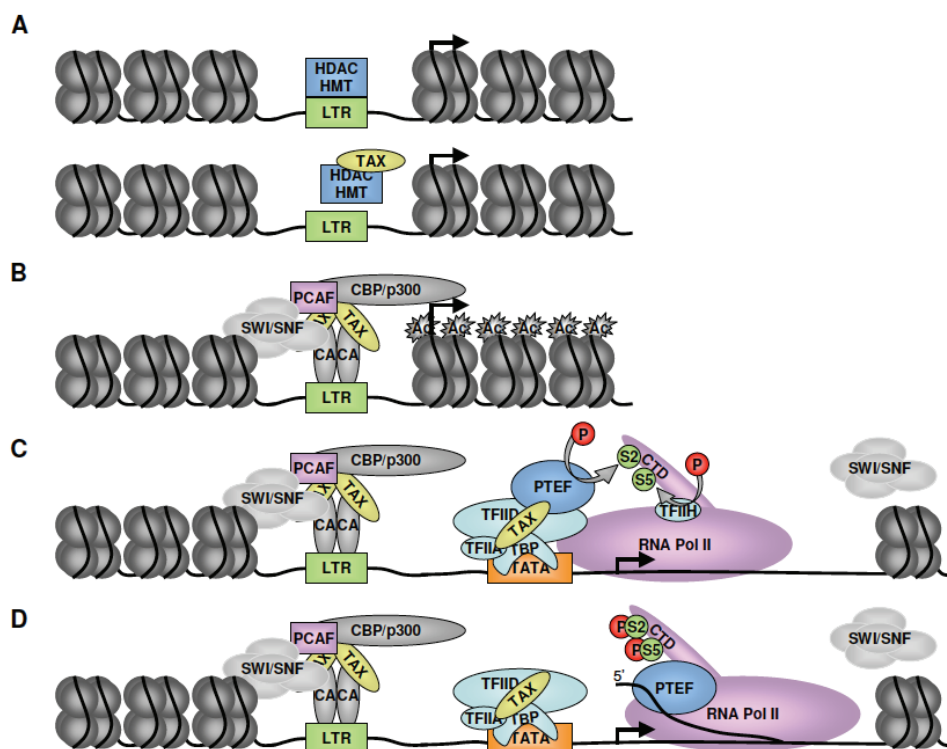 A
HDAC
HMT
LTR
TAX
HDAC
HMT
LTR
B
PCAF
CBP/p300
SWI/SNF
TAX
CA CA
LTR
Ac Ac Ac Ac Ac Ac
C
PCAF
CBP/p300
SWI/SNF
TAX
CA CA
LTR
P
PTEF
TFIID
TAX
TFIIA
TBP
TATA
S2
CTD
S5
P
TFIIH
RNA Pol II
SWI/SNF
D
PCAF
CBP/p300
SWI/SNF
TAX
CA CA
LTR
TFIID
TAX
TFIIA
TBP
TATA
P S2
CTD
P S5
5'
PTEF
RNA Pol II
SWI/SNF